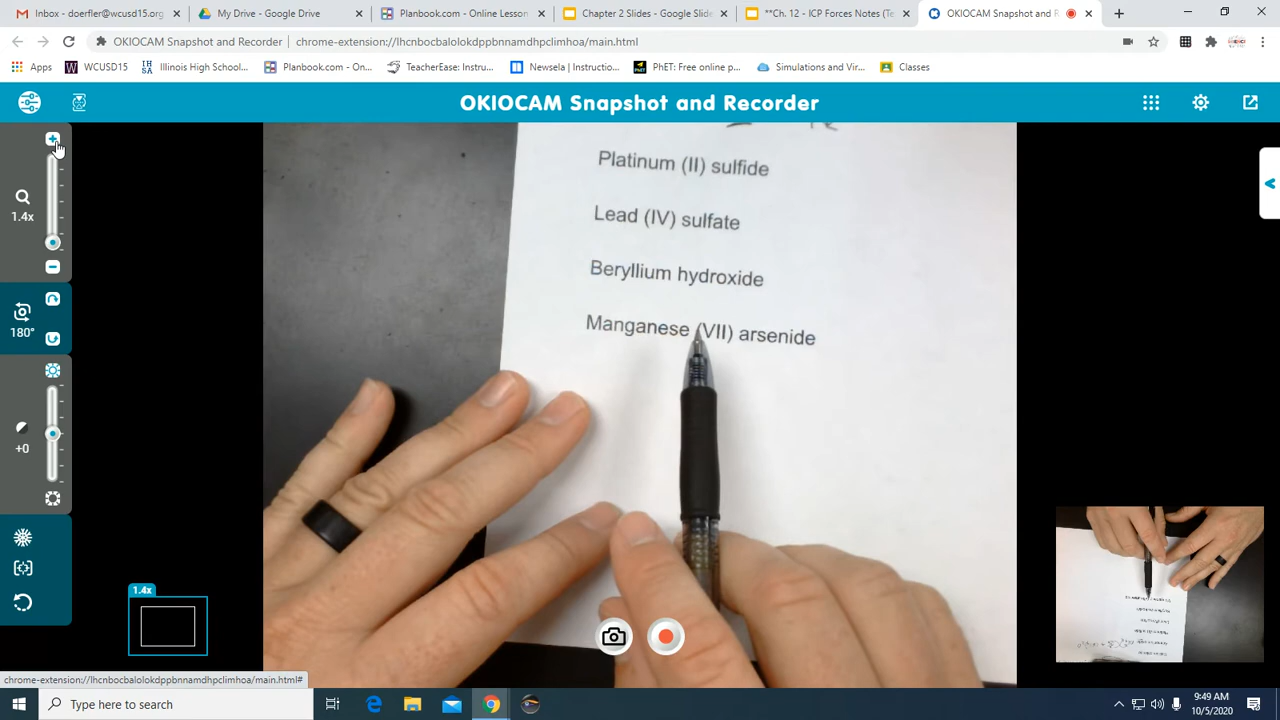 Inbox - doerfler@wcusd15.org
My Drive - Google Drive
Planbook.com - Online Lesson
Chapter 2 Slides - Google Slide
**Ch. 12 - ICP Forces Notes (Te
OKIOCAM Snapshot and R
OKIOCAM Snapshot and Recorder
chrome-extension://lhcnbocbalolokdppbnnamdhpclimhoa/main.html
Apps
WCUSD15
Illinois High School...
Planbook.com - On...
TeacherEase: Instru...
Newsela | Instructio...
PhET: Free online p...
Simulations and Vir...
Classes
OKIOCAM Snapshot and Recorder
1.4x
180°
+0
Platinum (II) sulfide
Lead (IV) sulfate
Beryllium hydroxide
Manganese (VII) arsenide
1.4x
chrome-extension://lhcnbocbalolokdppbnnamdhpclimhoa/main.html#
Type here to search
9:49 AM
10/5/2020